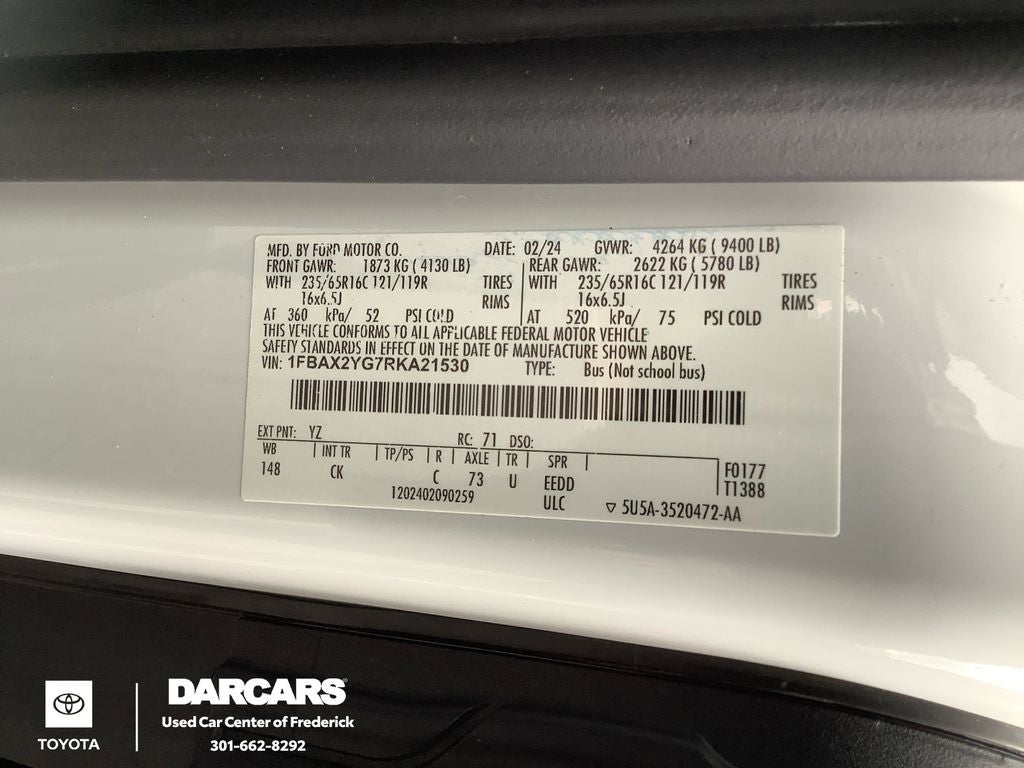 MFD. BY FORD MOTOR CO. DATE: 02/24 GVWR: 4264 KG ( 9400 LB)
FRONT GAWR: 1873 KG ( 4130 LB) REAR GAWR: 2622 KG ( 5780 LB)
WITH 235/65R16C 121/119R TIRES WITH 235/65R16C 121/119R TIRES
16x6.5J RIMS 16x6.5J RIMS
AT 360 kPa/ 52 PSI COLD AT 520 kPa/ 75 PSI COLD
THIS VEHICLE CONFORMS TO ALL APPLICABLE FEDERAL MOTOR VEHICLE
SAFETY STANDARDS IN EFFECT ON THE DATE OF MANUFACTURE SHOWN ABOVE.
VIN: 1FBAX2YG7RKA21530 TYPE: Bus (Not school bus)
EXT PNT: YZ RC: 71 DSO:
WB INT TR TP/PS R AXLE TR SPR
148 CK C 73 U EEDD F0177
T1388
1202402090259 ULC ▽ 5U5A-3520472-AA
DARCARS
Used Car Center of Frederick
TOYOTA 301-662-8292